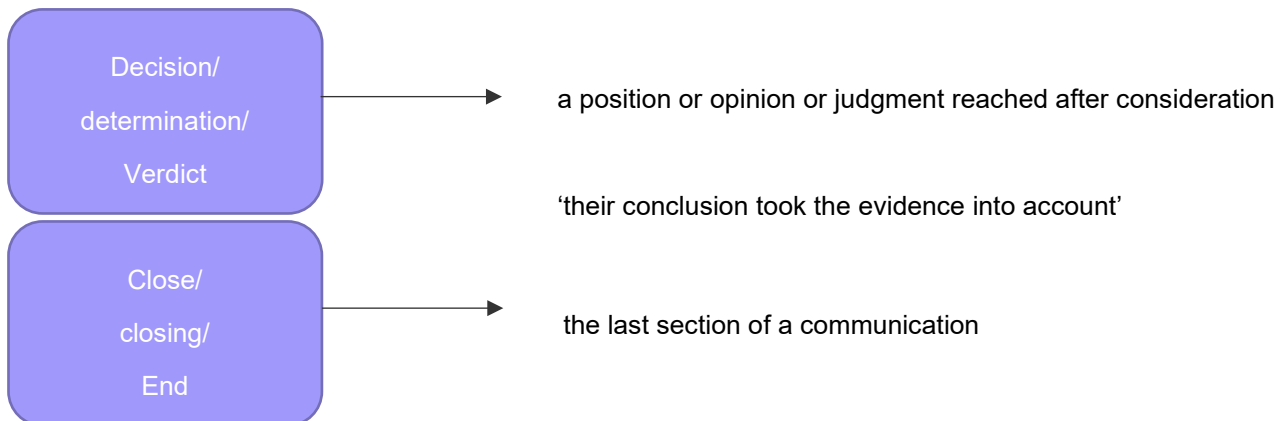 Decision/
determination/
Verdict
a position or opinion or judgment reached after consideration
‘their conclusion took the evidence into account’
Close/
closing/
End
the last section of a communication